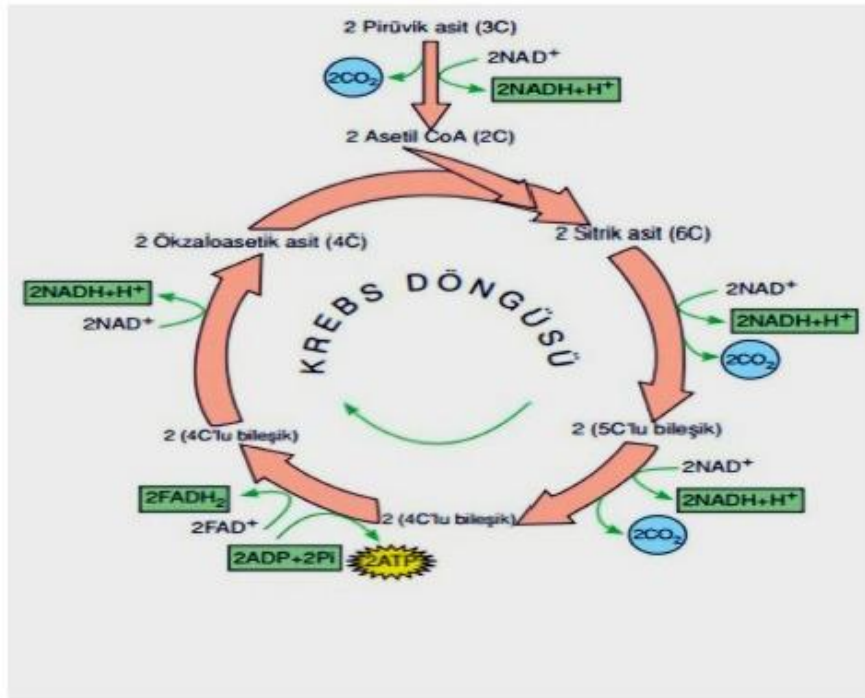 2 Pirüvik asit (3C)
2NAD⁺
2CO₂
2NADH+H⁺
2 Asetil CoA (2C)
2 Ökzaloasetik asit (4C)
2 Sitrik asit (6C)
2NADH+H⁺
2NAD⁺
KREBS DÖNGÜSÜ
2NAD⁺
2NADH+H⁺
2CO₂
2 (4C'lu bileşik)
2 (5C'lu bileşik)
2NAD⁺
2NADH+H⁺
2CO₂
2FADH₂
2FAD⁺
2 (4C'lu bileşik)
2ADP+2Pi
2ATP